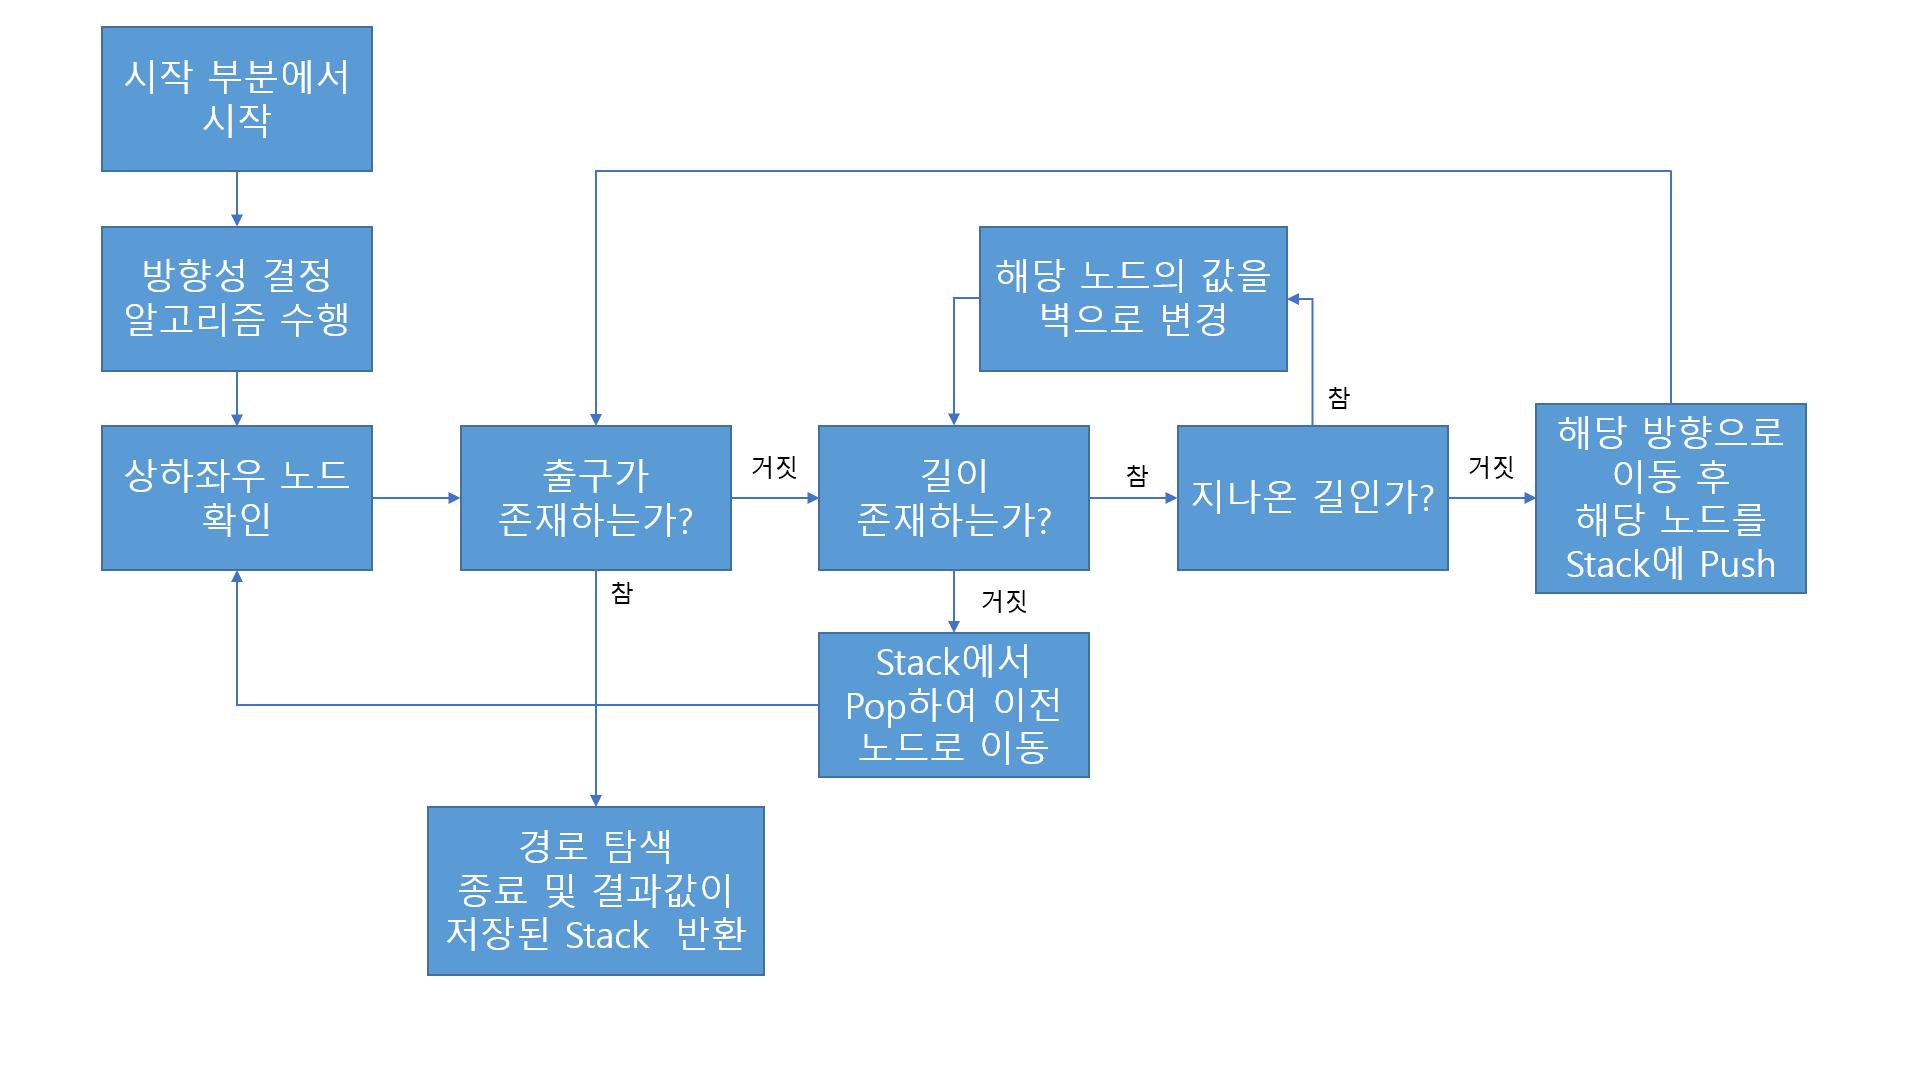 시작 부분에서
시작
방향성 결정
알고리즘 수행
해당 노드의 값을
벽으로 변경
참
상하좌우 노드
확인
출구가
존재하는가?
거짓
길이
존재하는가?
참
지나온 길인가?
거짓
해당 방향으로
이동 후
해당 노드를
Stack에 Push
참
거짓
Stack에서
Pop하여 이전
노드로 이동
경로 탐색
종료 및 결과값이
저장된 Stack 반환